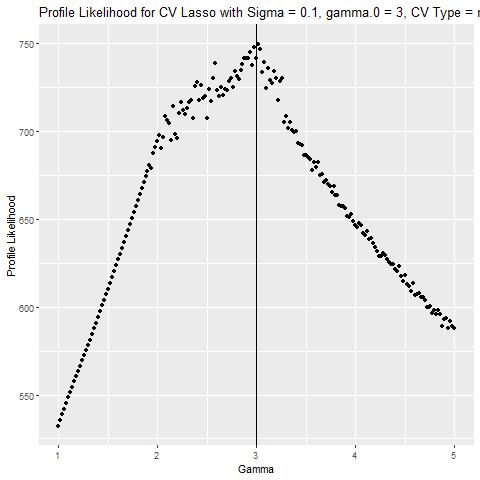 Profile Likelihood for CV Lasso with Sigma = 0.1, gamma.0 = 3, CV Type =
Profile Likelihood
750
700
650
600
550
1 2 3 4 5
Gamma